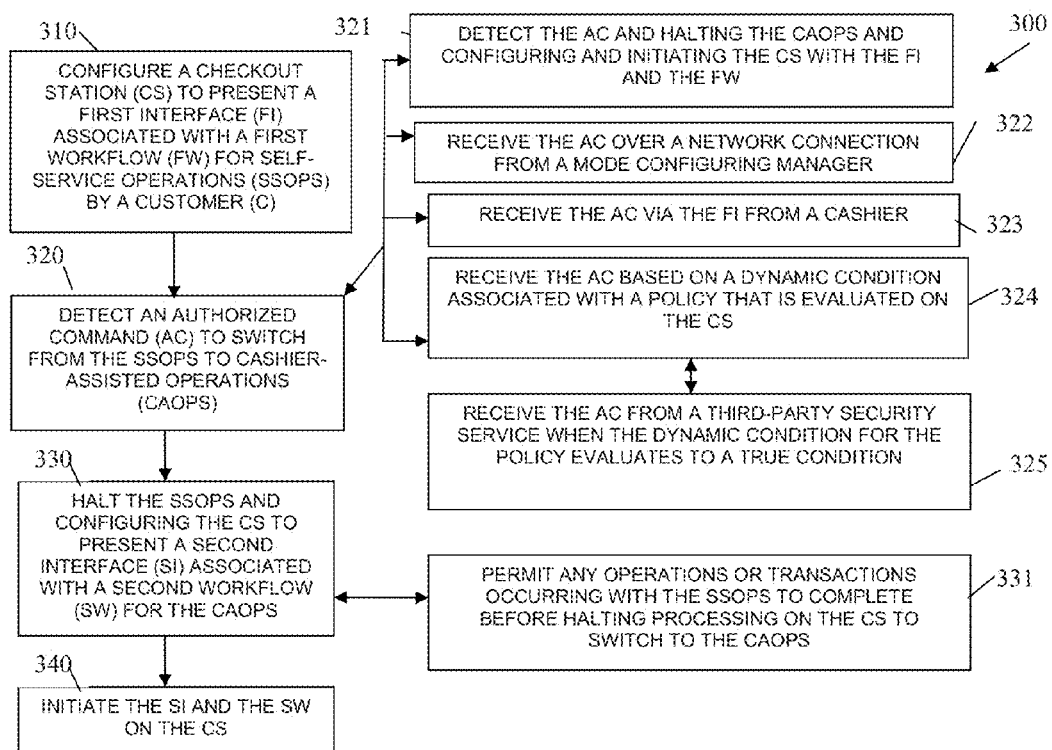 310
CONFIGURE A CHECKOUT
STATION (CS) TO PRESENT A
FIRST INTERFACE (FI)
ASSOCIATED WITH A FIRST
WORKFLOW (FW) FOR SELF-
SERVICE OPERATIONS (SSOPS)
BY A CUSTOMER (C)
320
DETECT AN AUTHORIZED
COMMAND (AC) TO SWITCH
FROM THE SSOPS TO CASHIER-
ASSISTED OPERATIONS
(CAOPS)
330
HALT THE SSOPS AND
CONFIGURING THE CS TO
PRESENT A SECOND
INTERFACE (SI) ASSOCIATED
WITH A SECOND WORKFLOW
(SW) FOR THE CAOPS
340
INITIATE THE SI AND THE SW
ON THE CS
321
DETECT THE AC AND HALTING THE CAOPS AND
CONFIGURING AND INITIATING THE CS WITH THE FI
AND THE FW
300
RECEIVE THE AC OVER A NETWORK CONNECTION
FROM A MODE CONFIGURING MANAGER
322
RECEIVE THE AC VIA THE FI FROM A CASHIER
323
RECEIVE THE AC BASED ON A DYNAMIC CONDITION
ASSOCIATED WITH A POLICY THAT IS EVALUATED ON
THE CS
324
RECEIVE THE AC FROM A THIRD-PARTY SECURITY
SERVICE WHEN THE DYNAMIC CONDITION FOR THE
POLICY EVALUATES TO A TRUE CONDITION
325
PERMIT ANY OPERATIONS OR TRANSACTIONS
OCCURRING WITH THE SSOPS TO COMPLETE
BEFORE HALTING PROCESSING ON THE CS TO
SWITCH TO THE CAOPS
331